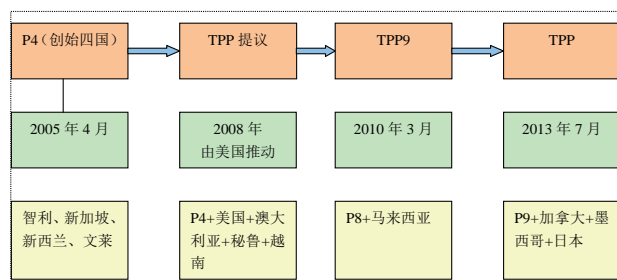 P4（创始四国）
TPP 提议
TPP9
TPP
2005 年 4 月
2008 年
由美国推动
2010 年 3 月
2013 年 7 月
智利、新加坡、
新西兰、文莱
P4+美国+澳大
利亚+秘鲁+越
南
P8+马来西亚
P9+加拿大+墨
西哥+日本